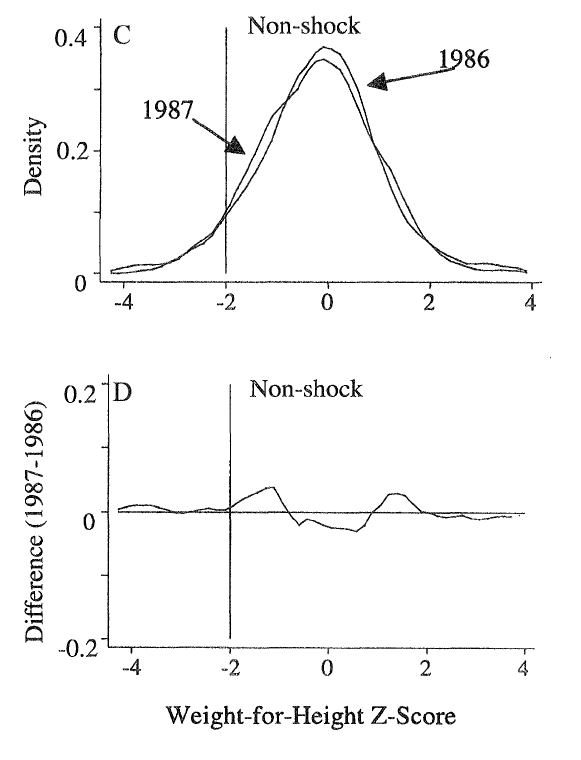 C
Non-shock
1986
1987
Density
0.4
0.2
0
-4 -2 0 2 4
D
Non-shock
Difference (1987-1986)
0.2
0
-0.2
-4 -2 0 2 4
Weight-for-Height Z-Score